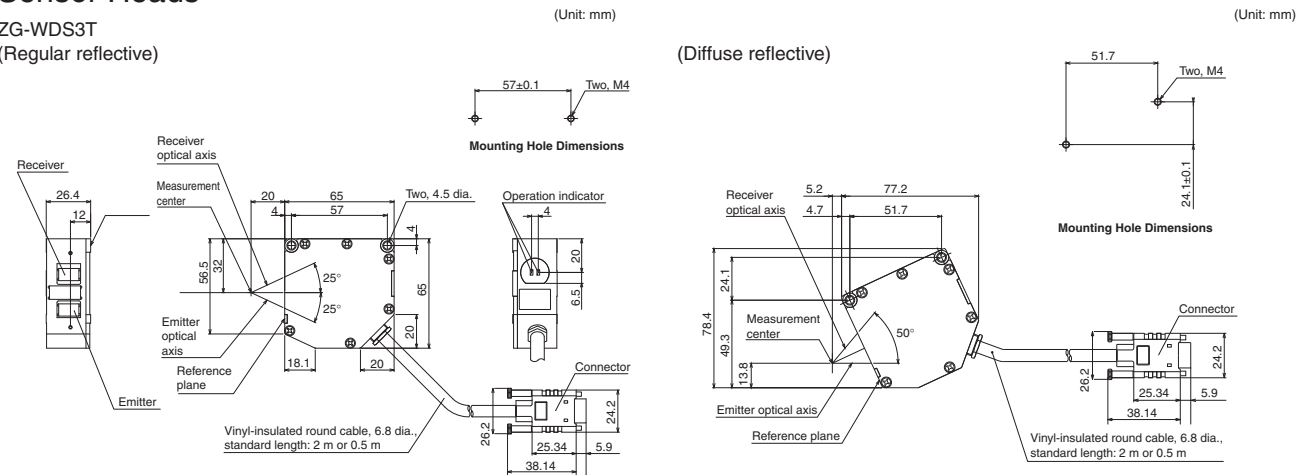 Sensor Heads
(Unit: mm)
(Unit: mm)
ZG-WDS3T
(Regular reflective)
57±0.1
Two, M4
Mounting Hole Dimensions
Receiver
optical axis
Receiver
Measurement
center
26.4
12
20
65
4
57
Two, 4.5 dia.
4
Operation indicator
4
56.5
32
25°
25°
65
20
20
6.5
Emitter
optical
axis
18.1
20
Reference
plane
Emitter
Connector
26.2
24.2
25.34
5.9
38.14
Vinyl-insulated round cable, 6.8 dia.,
standard length: 2 m or 0.5 m
(Diffuse reflective)
51.7
Two, M4
24.1±0.1
Mounting Hole Dimensions
Receiver
optical axis
5.2
77.2
4.7
51.7
78.4
24.1
49.3
13.8
Measurement
center
50°
Emitter optical axis
Reference plane
Connector
26.2
24.2
25.34
5.9
38.14
Vinyl-insulated round cable, 6.8 dia.,
standard length: 2 m or 0.5 m